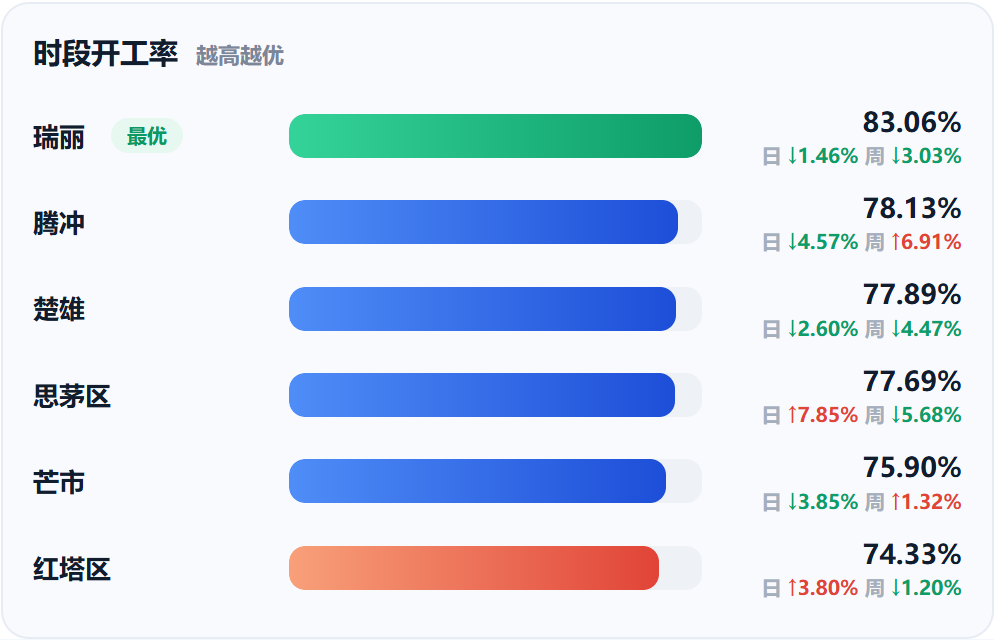 时段开工率 越高越优
瑞丽 最优 83.06%
日 ↓1.46% 周 ↓3.03%
腾冲 78.13%
日 ↓4.57% 周 ↑6.91%
楚雄 77.89%
日 ↓2.60% 周 ↓4.47%
思茅区 77.69%
日 ↑7.85% 周 ↓5.68%
芒市 75.90%
日 ↓3.85% 周 ↑1.32%
红塔区 74.33%
日 ↑3.80% 周 ↓1.20%